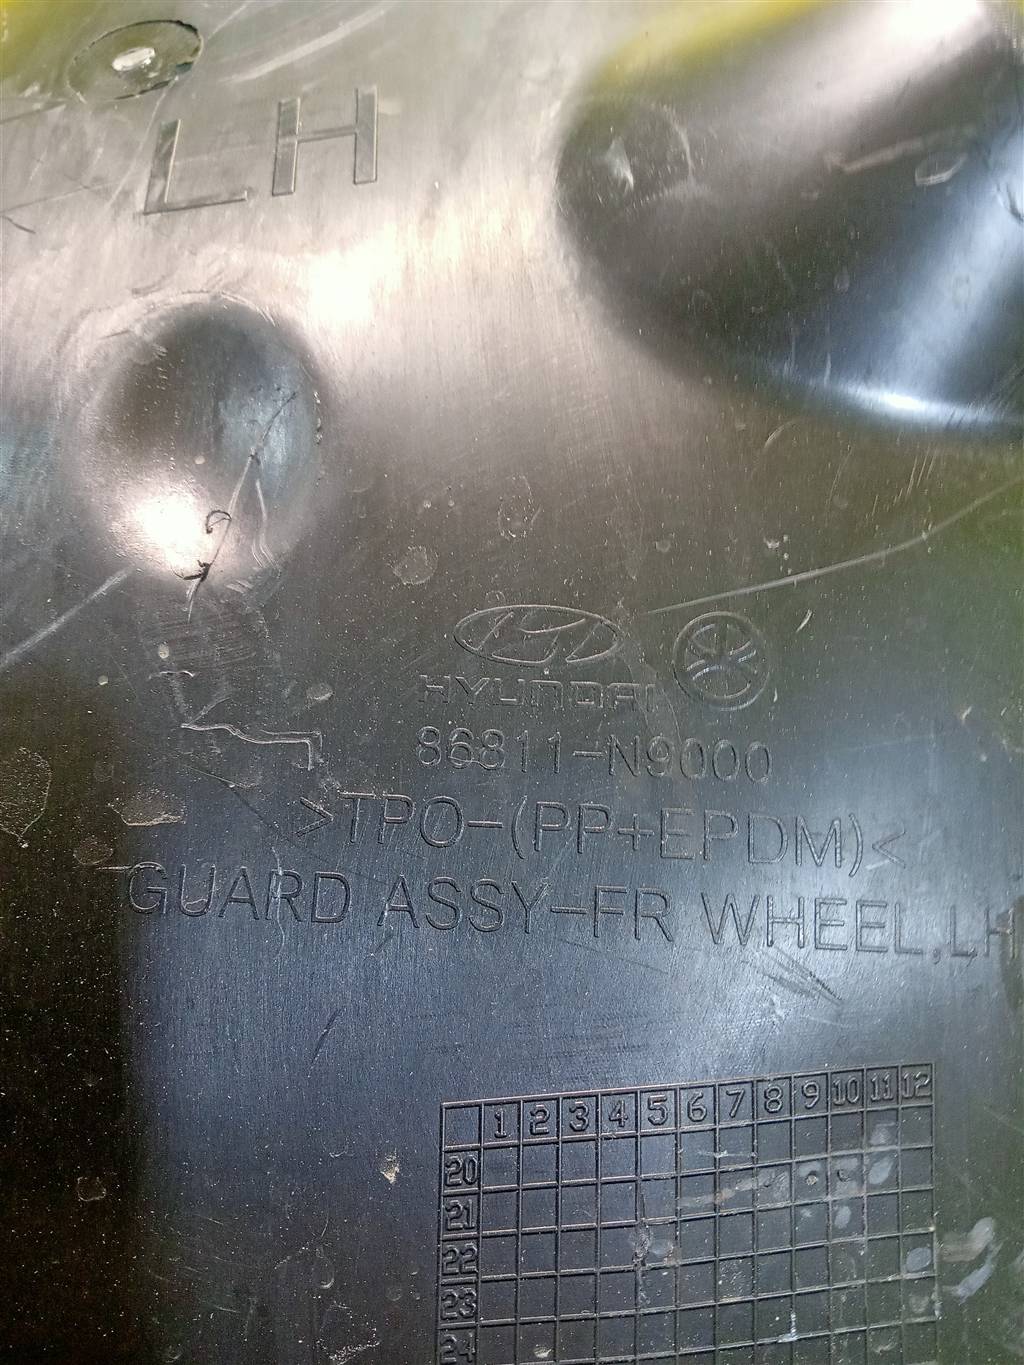 LH
HYUNDAI
86811-N9000
>TPO-(PP+EPDM)<
GUARD ASSY-FR WHEEL,LH
1 2 3 4 5 6 7 8 9 10 11 12
20
21
22
23
24